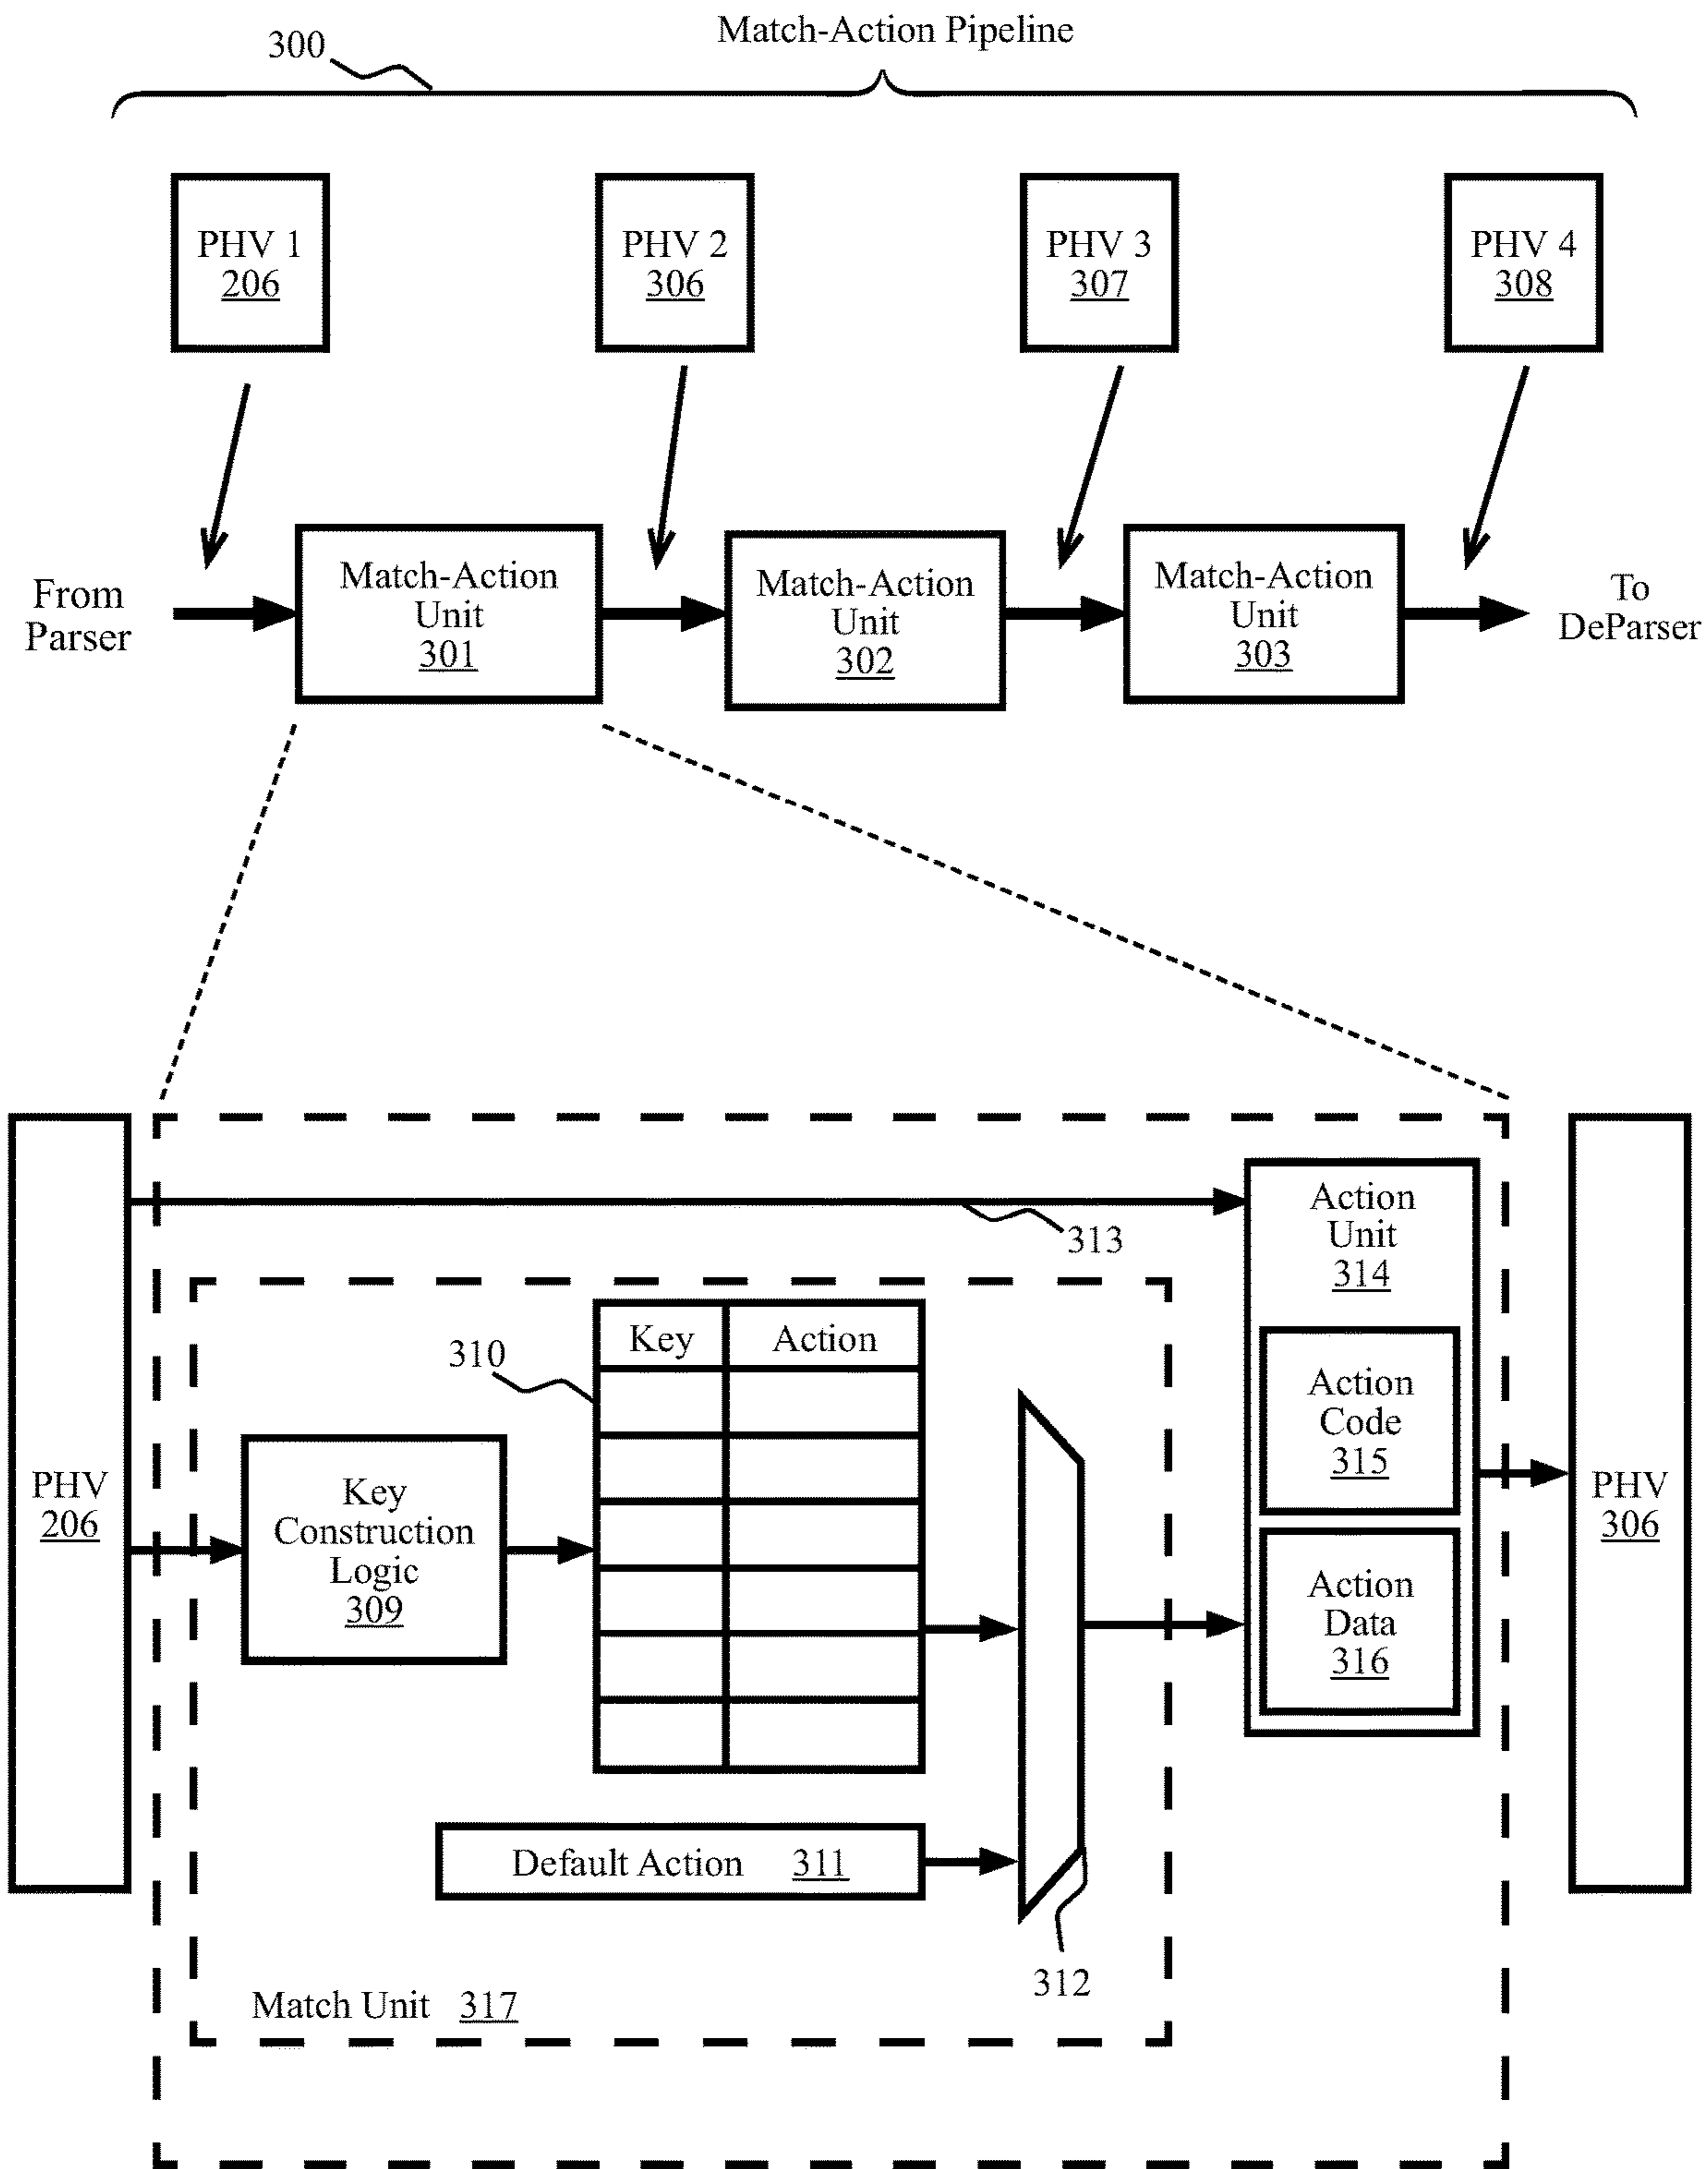 Match-Action Pipeline
300
PHV 1
206
PHV 2
306
PHV 3
307
PHV 4
308
From
Parser
Match-Action
Unit
301
Match-Action
Unit
302
Match-Action
Unit
303
To
DeParser
PHV
206
313
Action
Unit
314
Action
Code
315
Action
Data
316
PHV
306
310
Key
Action
Key
Construction
Logic
309
Default Action 311
312
Match Unit 317